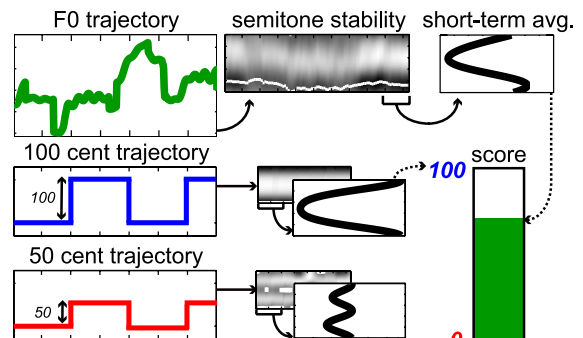 F0 trajectory
semitone stability
short-term avg.
100 cent trajectory
100
100
score
50 cent trajectory
50
0